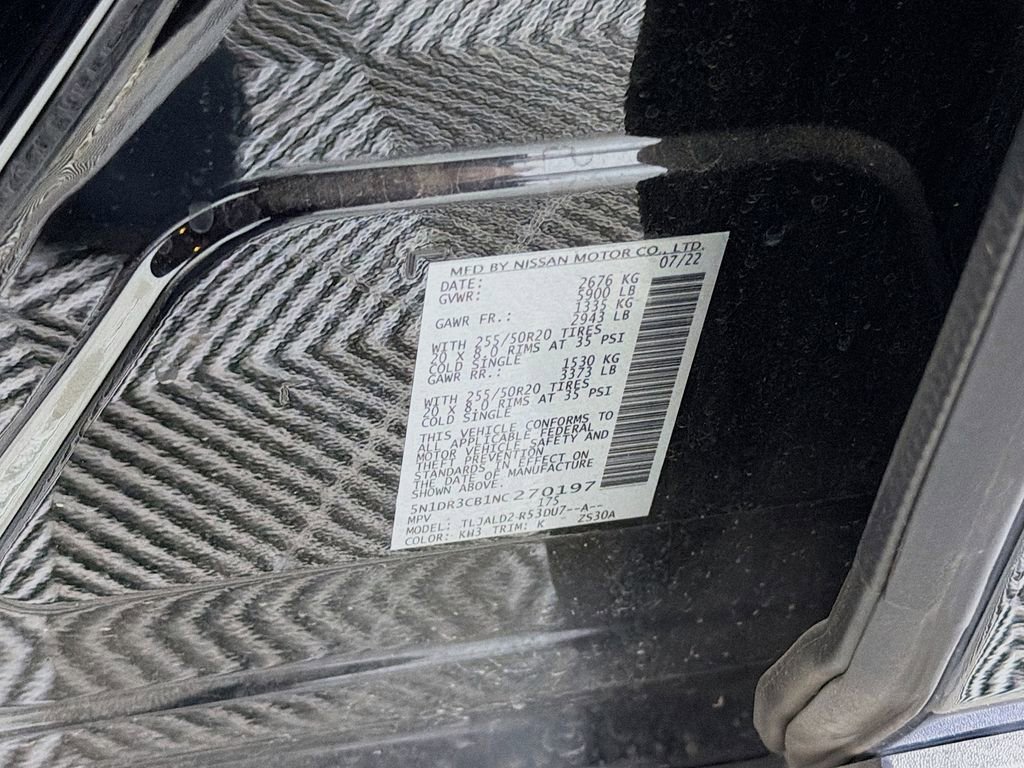 MFD BY NISSAN MOTOR CO., LTD.
DATE: 07/22
GVWR: 2676 KG
5900 LB
GAWR FR.: 1335 KG
2943 LB
WITH 255/50R20 TIRES
20 X 8.0 RIMS AT 35 PSI
COLD SINGLE
GAWR RR.: 1530 KG
3373 LB
WITH 255/50R20 TIRES
20 X 8.0 RIMS AT 35 PSI
COLD SINGLE
THIS VEHICLE CONFORMS TO
ALL APPLICABLE FEDERAL
MOTOR VEHICLE SAFETY AND
THEFT PREVENTION
STANDARDS IN EFFECT ON
THE DATE OF MANUFACTURE
SHOWN ABOVE.
5N1DR3CB1NC270197
MPV 175
MODEL: TLJALD2-R53DU7--A--
COLOR: KH3 TRIM: K - 2S30A